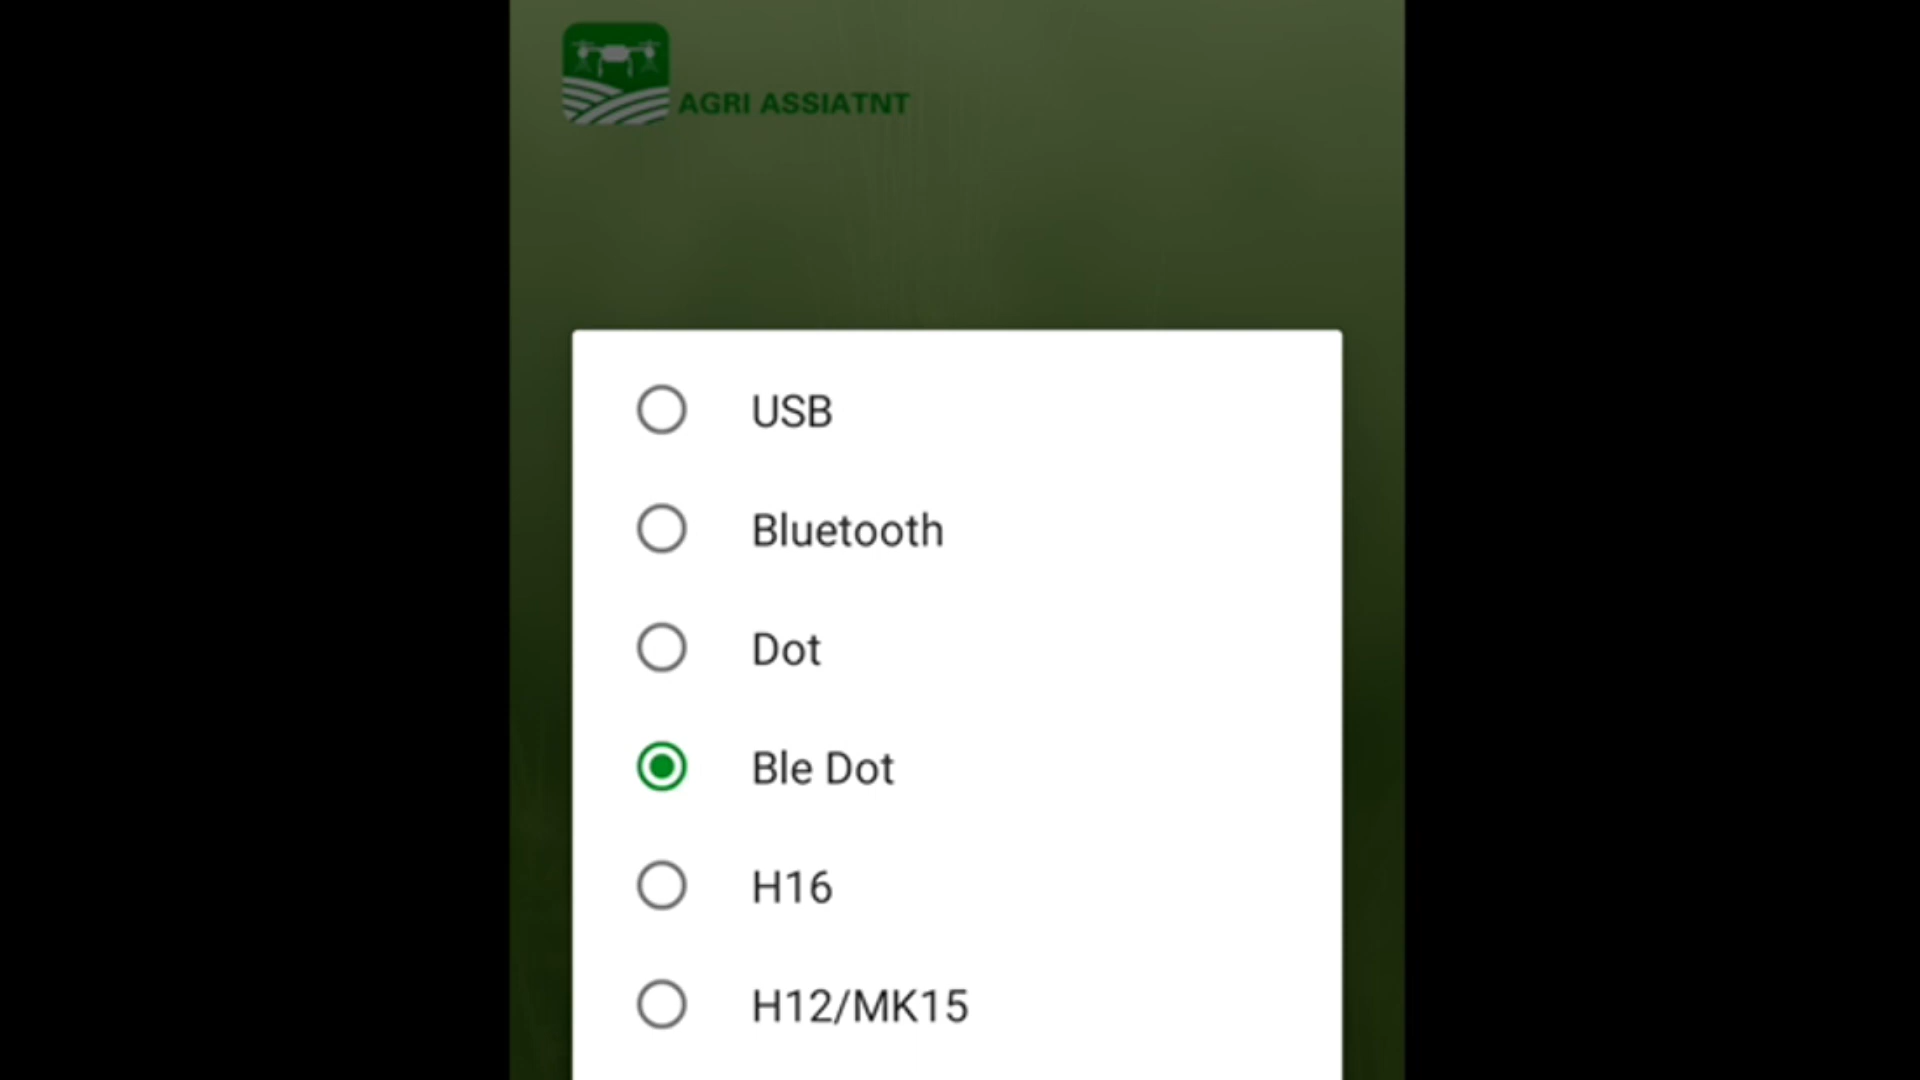 AGRI ASSIATNT
USB
Bluetooth
Dot
Ble Dot
H16
H12/MK15